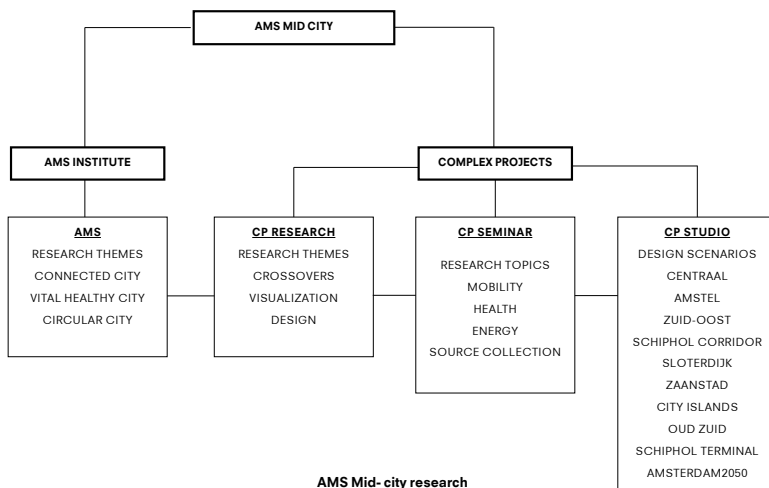 AMS MID CITY
AMS INSTITUTE
COMPLEX PROJECTS
AMS
RESEARCH THEMES
CONNECTED CITY
VITAL HEALTHY CITY
CIRCULAR CITY
CP RESEARCH
RESEARCH THEMES
CROSSOVERS
VISUALIZATION
DESIGN
CP SEMINAR
RESEARCH TOPICS
MOBILITY
HEALTH
ENERGY
SOURCE COLLECTION
CP STUDIO
DESIGN SCENARIOS
CENTRAAL
AMSTEL
ZUID-OOST
SCHIPHOL CORRIDOR
SLOTERDIJK
ZAANSTAD
CITY ISLANDS
OUD ZUID
SCHIPHOL TERMINAL
AMSTERDAM2050
AMS Mid- city research